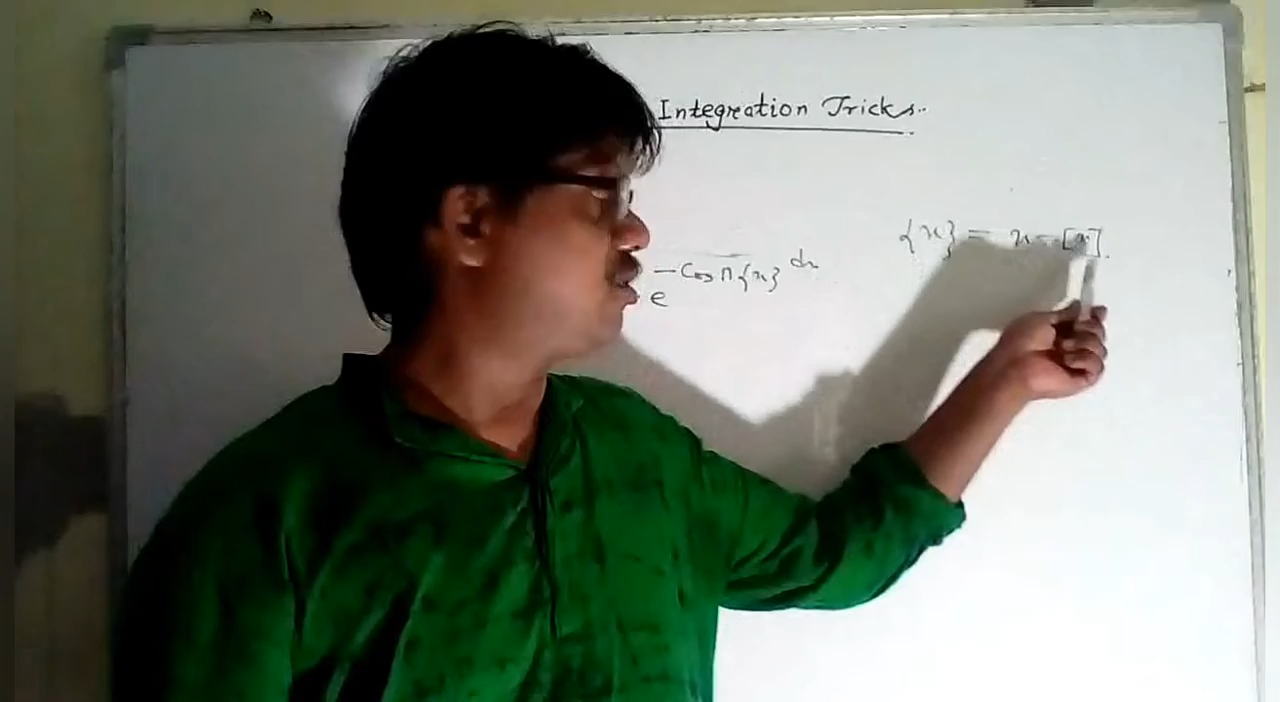 Integration Tricks..
{x} = x - [x].
e^{-Cos π{x}} dx